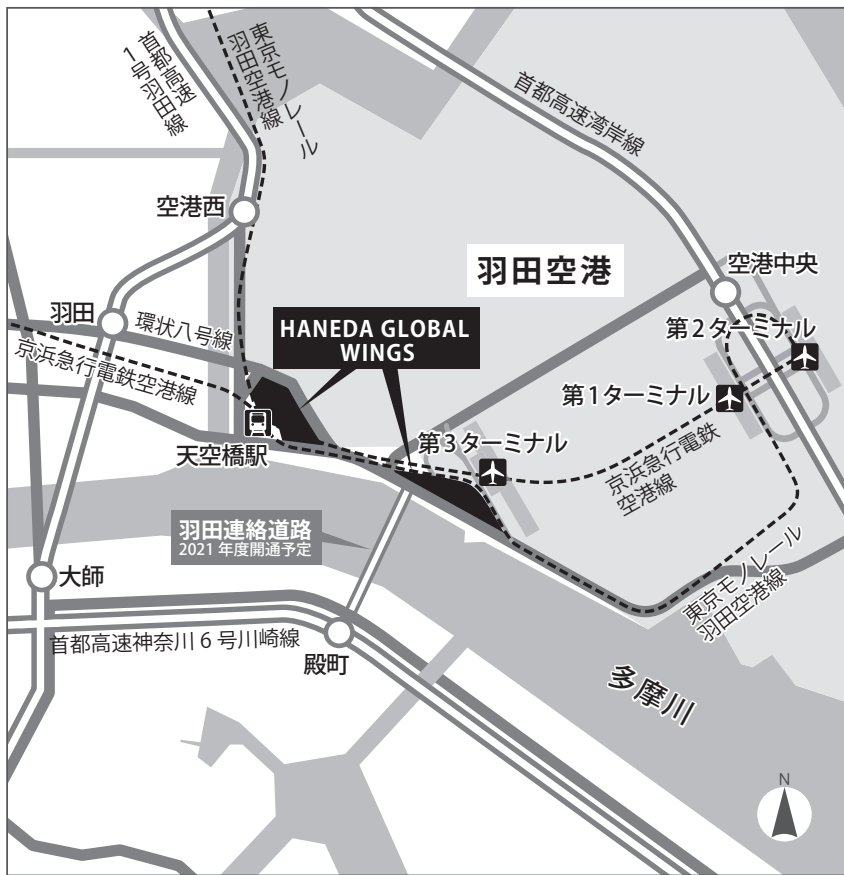 首都高速
1号羽田線
東京モノレール
羽田空港線
首都高速湾岸線
空港西
羽田空港
空港中央
羽田
環状八号線
HANEDA GLOBAL
WINGS
第2ターミナル
京浜急行電鉄空港線
第1ターミナル
天空橋駅
第3ターミナル
京浜急行電鉄
空港線
羽田連絡道路
2021年度開通予定
大師
東京モノレール
羽田空港線
首都高速神奈川6号川崎線
殿町
多摩川
N